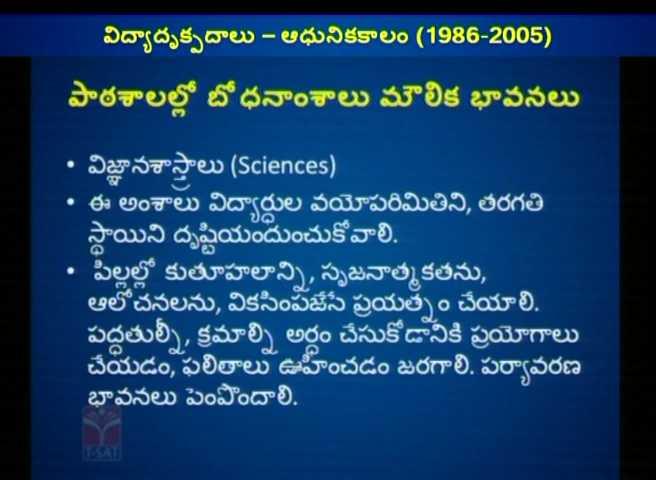 విద్యాదృక్పదాలు – ఆధునికకాలం (1986-2005)
పాఠశాలల్లో బోధనాంశాలు మౌలిక భావనలు
• విజ్ఞానశాస్త్రాలు (Sciences)
• ఈ అంశాలు విద్యార్ధుల వయోపరిమితిని, తరగతి
స్థాయిని దృష్టియందుంచుకోవాలి.
• పిల్లల్లో కుతూహలాన్ని, సృజనాత్మకతను,
ఆలోచనలను, వికసింపజేసే ప్రయత్నం చేయాలి.
పద్ధతుల్నీ, క్రమాల్ని అర్ధం చేసుకోడానికి ప్రయోగాలు
చేయడం, ఫలితాలు ఊహించడం జరగాలి. పర్యావరణ
భావనలు పెంపొందాలి.
T-SAT